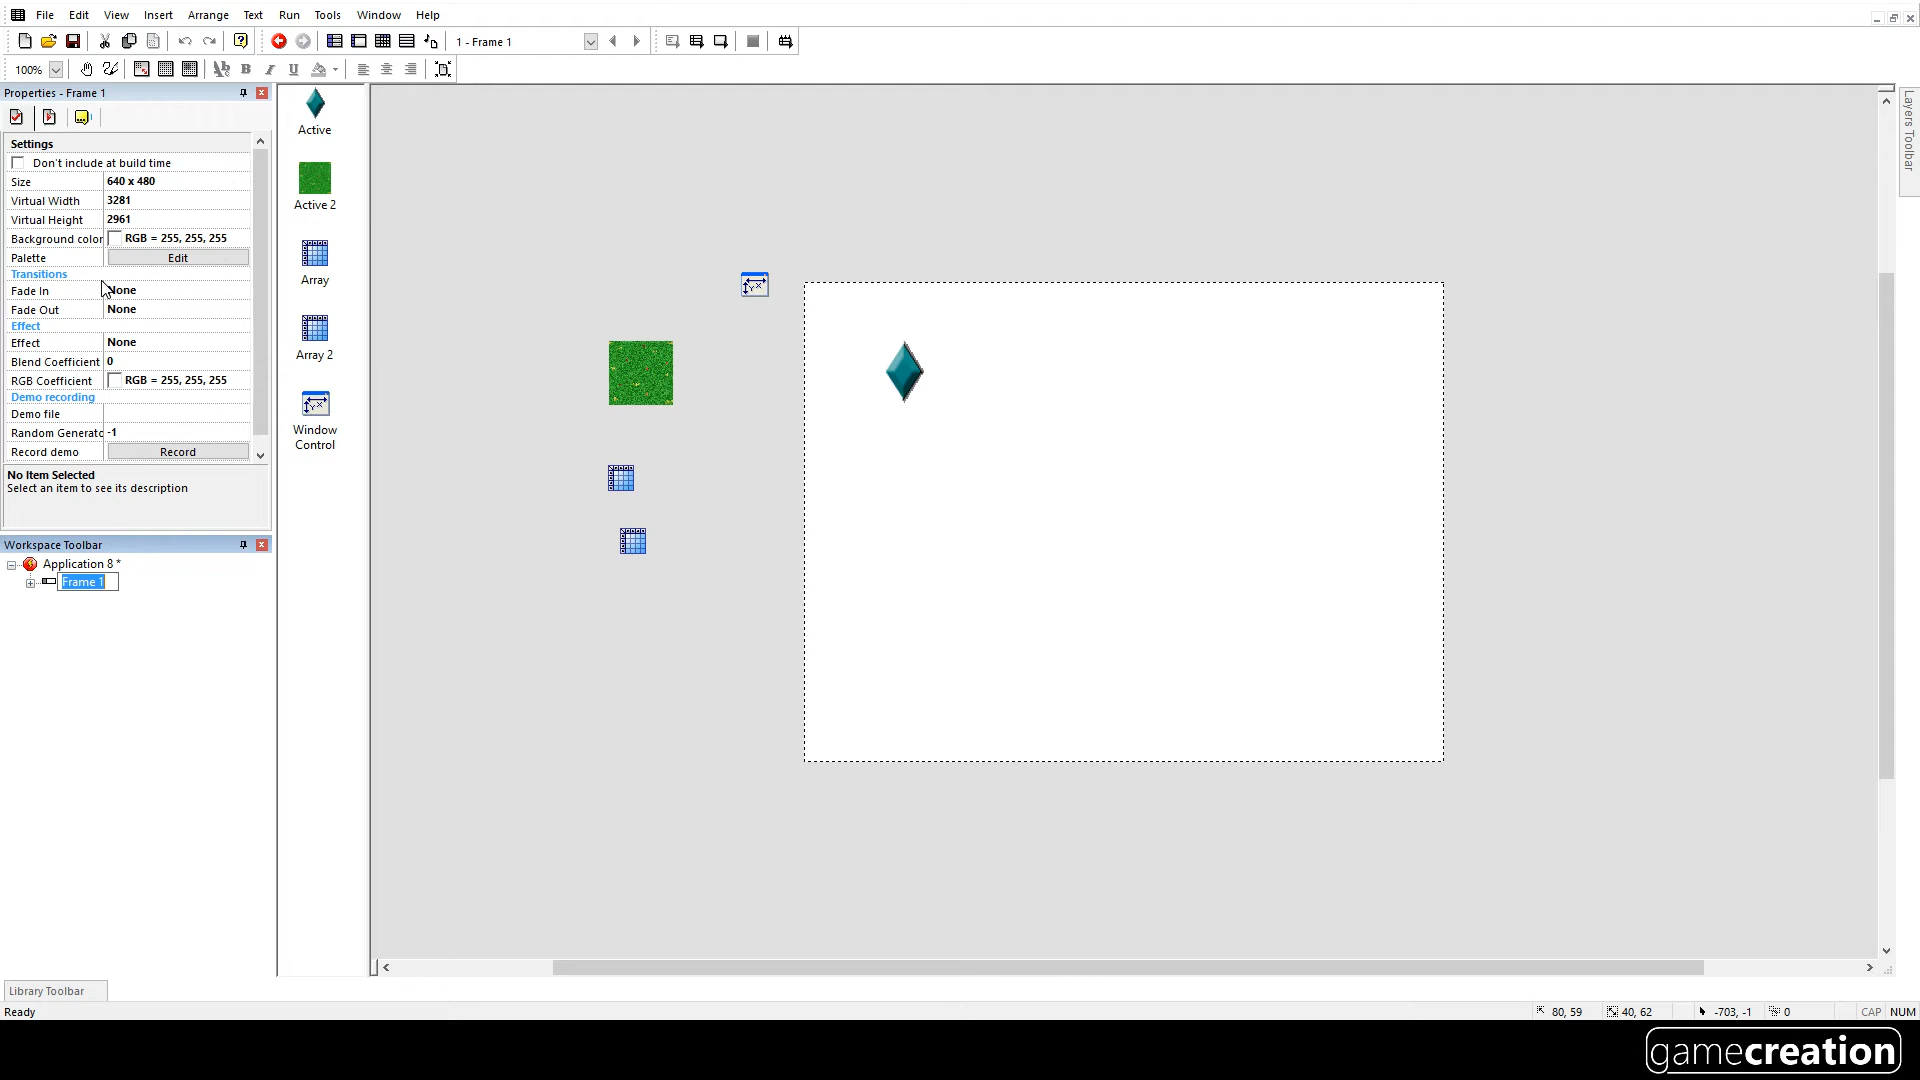 File Edit View Insert Arrange Text Run Tools Window Help
1 - Frame 1
100%
Properties - Frame 1
Settings
Don't include at build time
Size 640 x 480
Virtual Width 3281
Virtual Height 2961
Background color RGB = 255, 255, 255
Palette Edit
Transitions
Fade In None
Fade Out None
Effect
Effect None
Blend Coefficient 0
RGB Coefficient RGB = 255, 255, 255
Demo recording
Demo file
Random Generato -1
Record demo Record
No Item Selected
Select an item to see its description
Workspace Toolbar
Application 8 *
Frame 1
Active
Active 2
Array
Array 2
Window
Control
Layers Toolbar
Library Toolbar
Ready
80, 59
40, 62
-703, -1
0
CAP
NUM
gamecreation